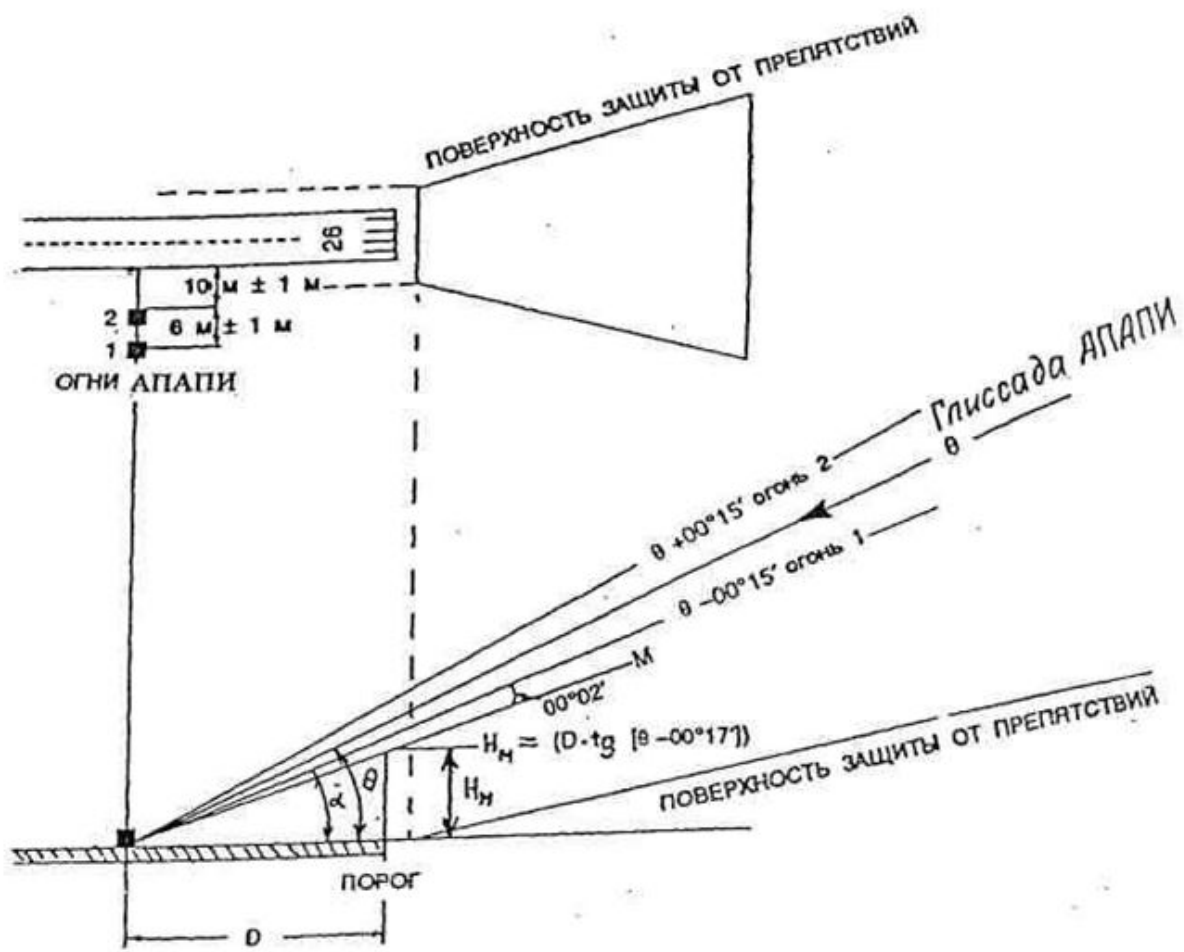 ПОВЕРХНОСТЬ ЗАЩИТЫ ОТ ПРЕПЯТСТВИЙ
26
10 м ± 1 м
2
6 м ± 1 м
1
ОГНИ АПАПИ
Глиссада АПАПИ
θ
θ +00°15′ огонь 2
θ −00°15′ огонь 1
М
00°02′
Hм = (D·tg [θ −00°17])
Hм
α
θ
ПОВЕРХНОСТЬ ЗАЩИТЫ ОТ ПРЕПЯТСТВИЙ
ПОРОГ
D